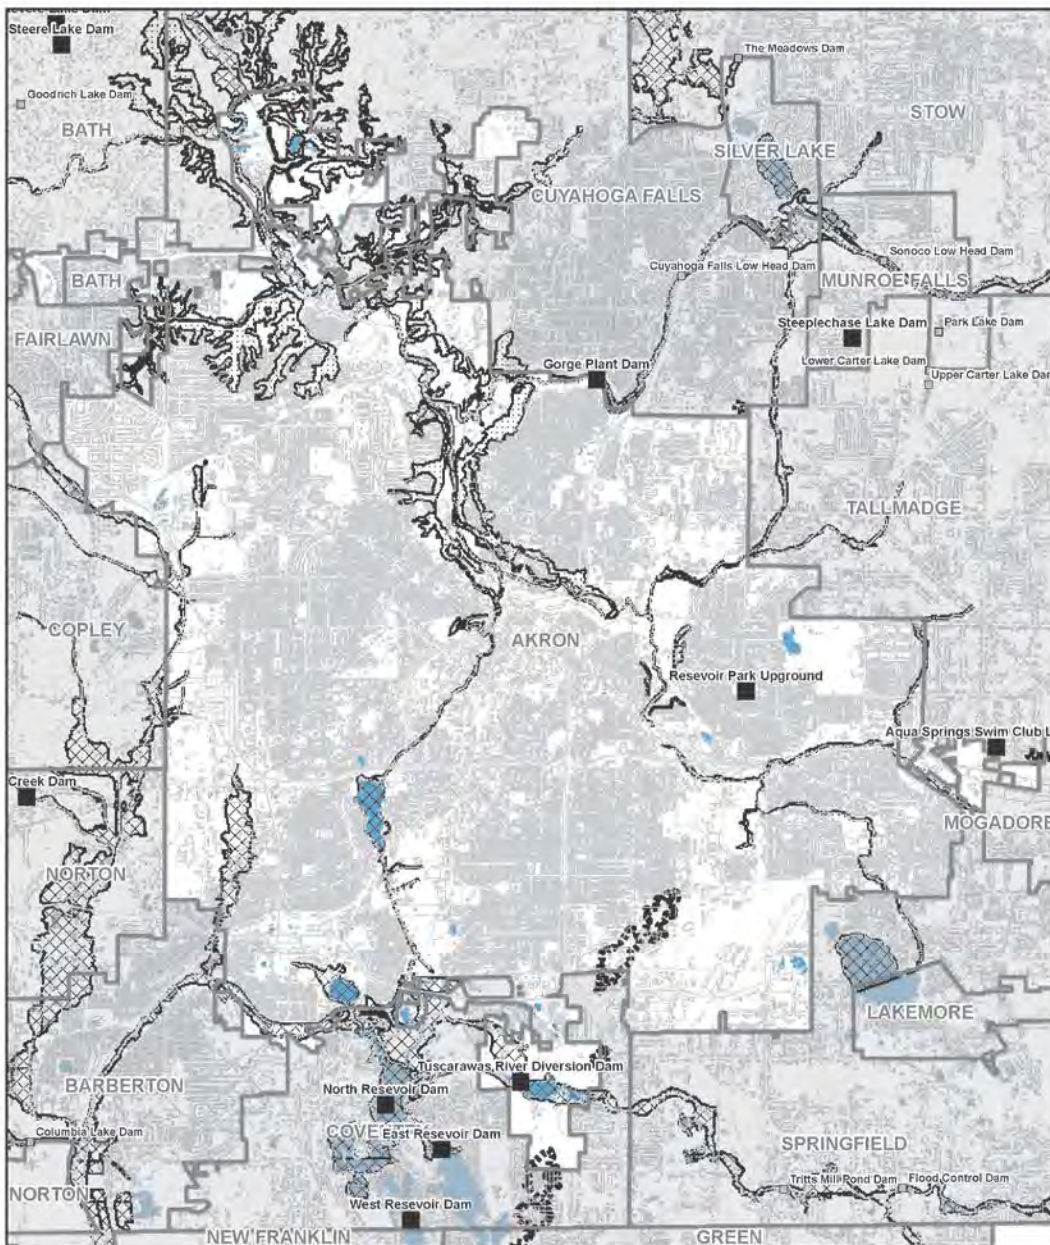 Steere Lake Dam
The Meadows Dam
Goodrich Lake Dam
STOW
BATH
SILVER LAKE
CUYAHOGA FALLS
Sonoco Low Head Dam
Cuyahoga Falls Low Head Dam
BATH
MUNROE FALLS
Steeplechase Lake Dam
Park Lake Dam
FAIRLAWN
Gorge Plant Dam
Lower Carter Lake Dam
Upper Carter Lake Dam
TALLMADGE
COPLEY
AKRON
Resevoir Park Upground
Aqua Springs Swim Club L
Creek Dam
MOGADORE
NORTON
LAKEMORE
Tuscarawas River Diversion Dam
BARBERTON
North Resevoir Dam
Columbia Lake Dam
COVENTRY
East Resevoir Dam
SPRINGFIELD
Tritts Mill Pond Dam
Flood Control Dam
NORTON
West Resevoir Dam
NEW FRANKLIN
GREEN